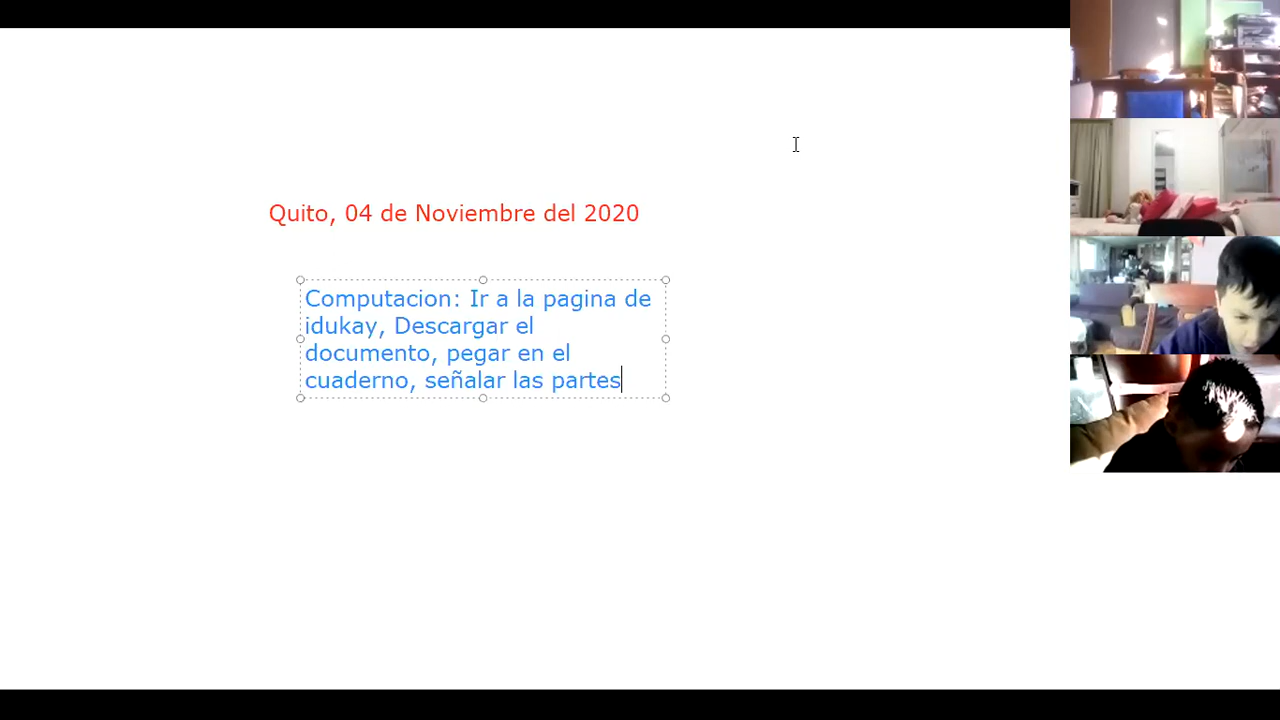 Quito, 04 de Noviembre del 2020
Computacion: Ir a la pagina de
idukay, Descargar el
documento, pegar en el
cuaderno, señalar las partes